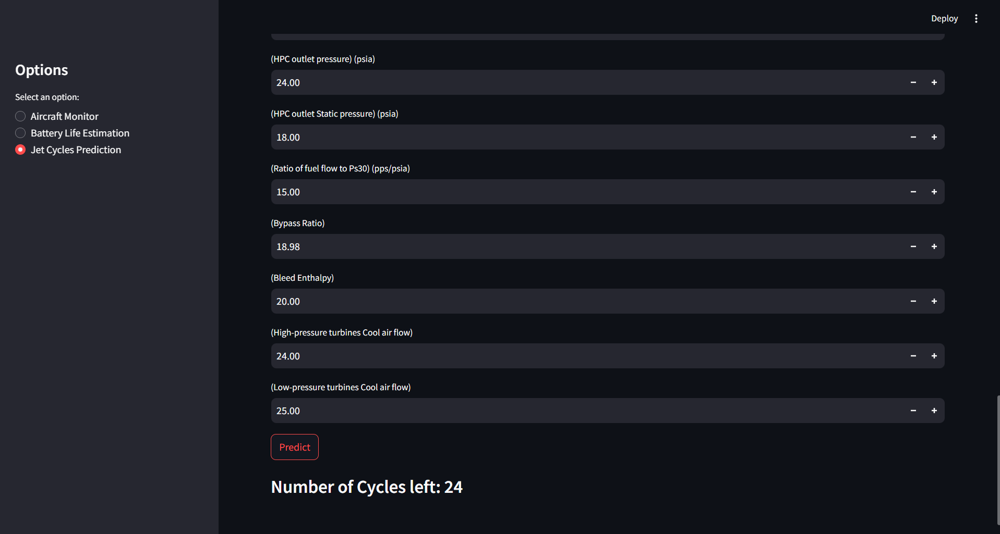 Deploy
Options
Select an option:
Aircraft Monitor
Battery Life Estimation
Jet Cycles Prediction
(HPC outlet pressure) (psia)
24.00
(HPC outlet Static pressure) (psia)
18.00
(Ratio of fuel flow to Ps30) (pps/psia)
15.00
(Bypass Ratio)
18.98
(Bleed Enthalpy)
20.00
(High-pressure turbines Cool air flow)
24.00
(Low-pressure turbines Cool air flow)
25.00
Predict
Number of Cycles left: 24